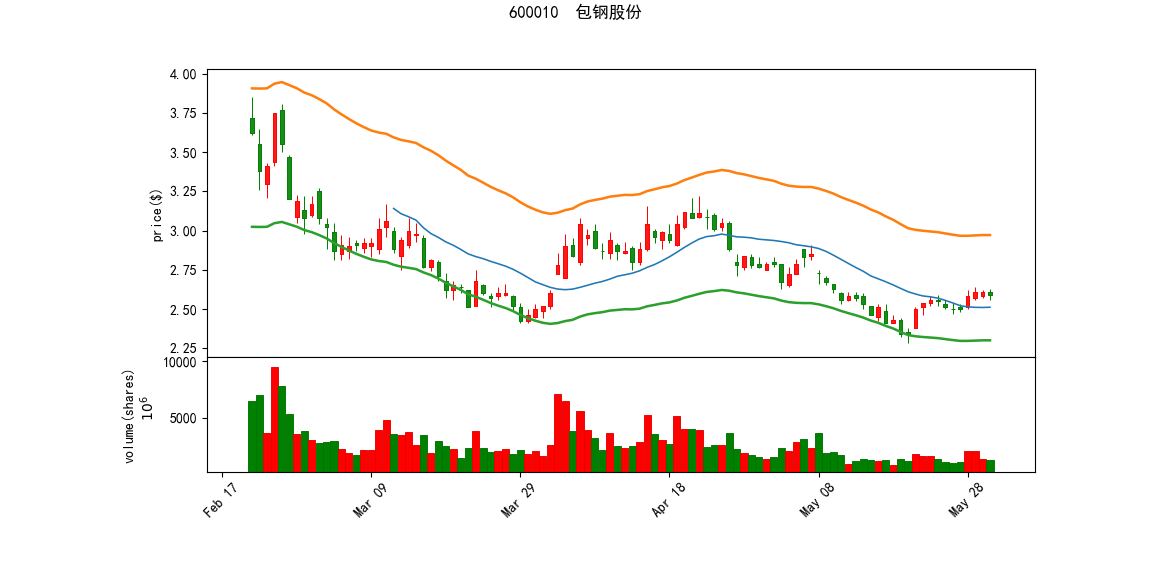 600010 包钢股份
4.00
3.75
3.50
3.25
3.00
2.75
2.50
2.25
price($)
10000
5000
volume(shares)
10^6
Feb 17
Mar 09
Mar 29
Apr 18
May 08
May 28